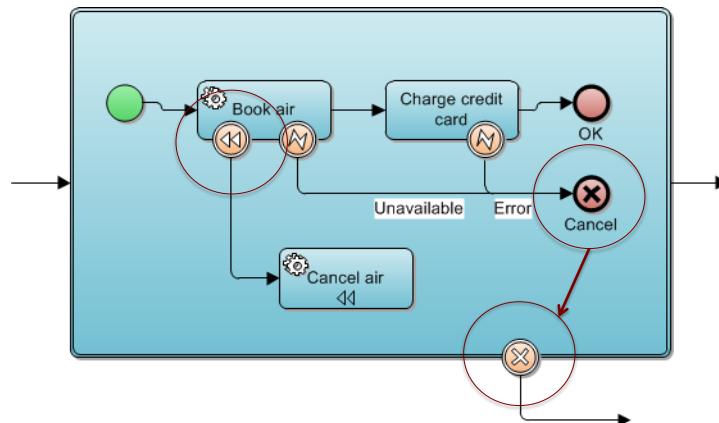 Book air
Charge credit
card
OK
Unavailable
Error
Cancel
Cancel air